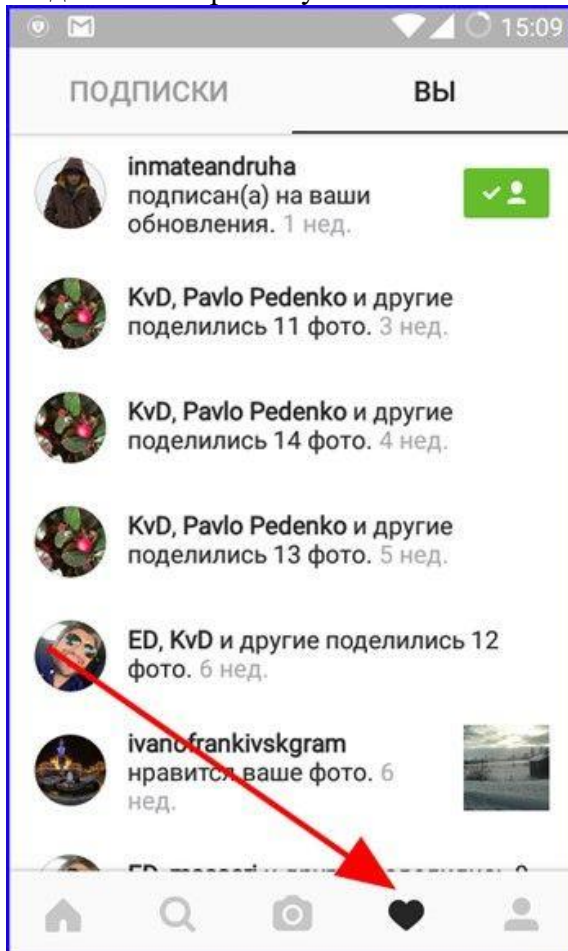 15:09
ПОДПИСКИ ВЫ
inmateandruha
подписан(а) на ваши
обновления. 1 нед.
KvD, Pavlo Pedenko и другие
поделились 11 фото. 3 нед.
KvD, Pavlo Pedenko и другие
поделились 14 фото. 4 нед.
KvD, Pavlo Pedenko и другие
поделились 13 фото. 5 нед.
ED, KvD и другие поделились 12
фото. 6 нед.
ivanofrankivskgram
нравится ваше фото. 6
нед.